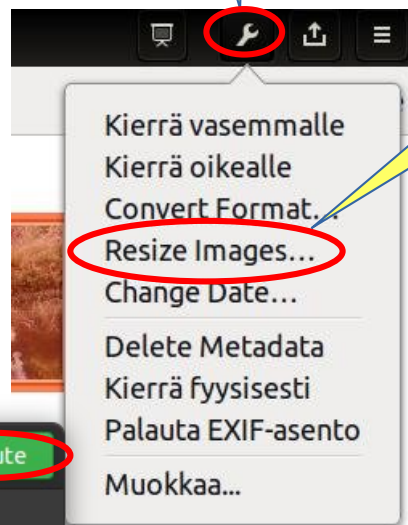 Kierrä vasemmalle
Kierrä oikealle
Convert Format...
Resize Images...
Change Date...
Delete Metadata
Kierrä fyysisesti
Palauta EXIF-asento
Muokkaa...